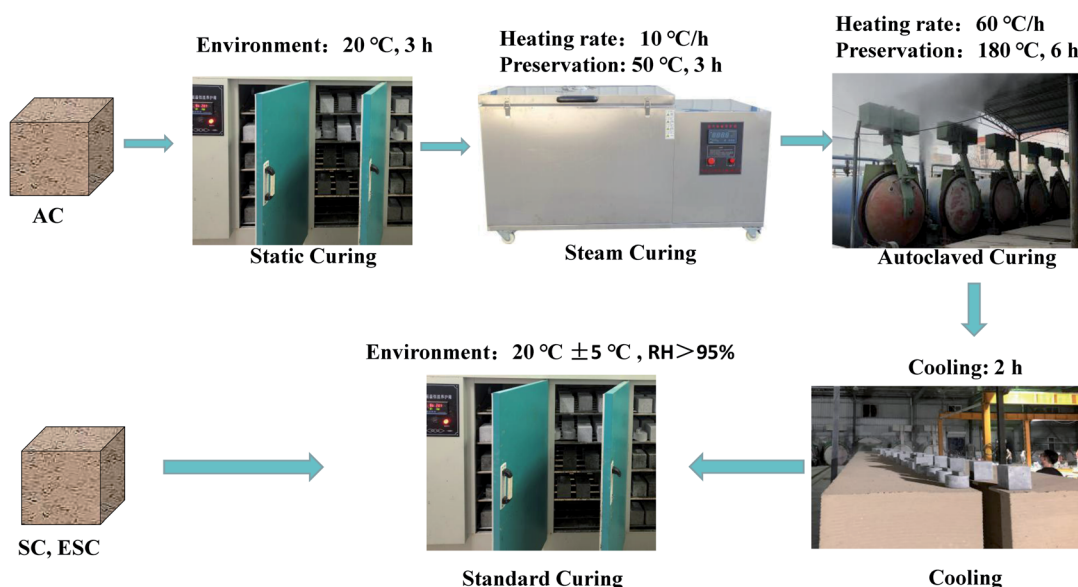 Environment：20 ℃, 3 h
Heating rate：10 ℃/h
Preservation: 50 ℃, 3 h
Heating rate：60 ℃/h
Preservation：180 ℃, 6 h
AC
Static Curing
Steam Curing
Autoclaved Curing
Environment：20 ℃ ±5 ℃ , RH＞95%
Cooling: 2 h
SC, ESC
Standard Curing
Cooling